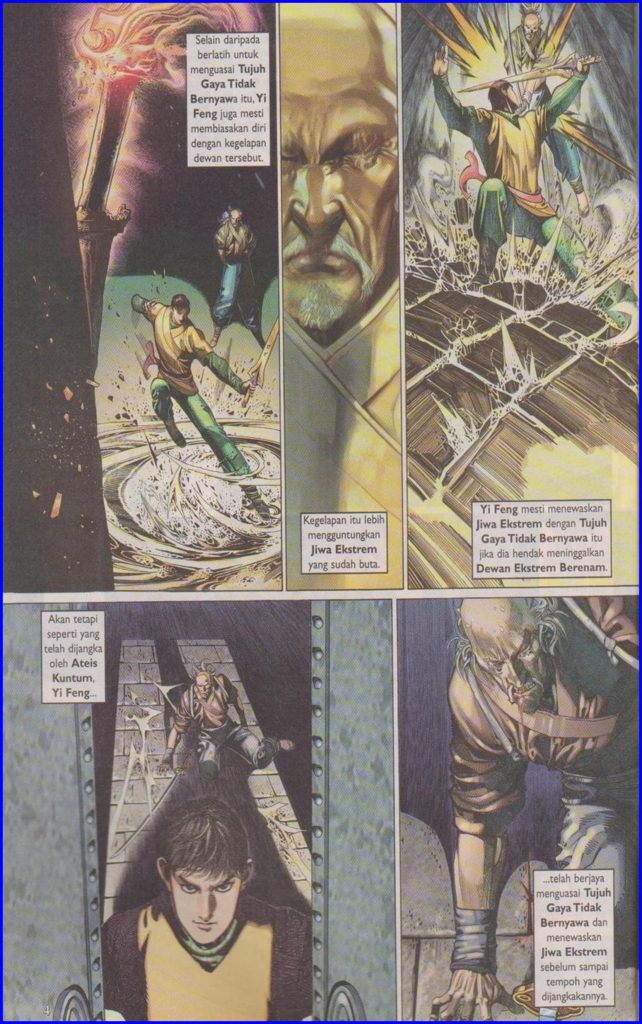 Selain daripada
berlatih untuk
menguasai Tujuh
Gaya Tidak
Bernyawa itu, Yi
Feng juga mesti
membiasakan diri
dengan kegelapan
dewan tersebut.
Kegelapan itu lebih
mengguntungkan
Jiwa Ekstrem
yang sudah buta.
Yi Feng mesti menewaskan
Jiwa Ekstrem dengan Tujuh
Gaya Tidak Bernyawa itu
jika dia hendak meninggalkan
Dewan Ekstrem Berenam.
Akan tetapi
seperti yang
telah dijangka
oleh Ateis
Kuntum,
Yi Feng...
...telah berjaya
menguasai Tujuh
Gaya Tidak
Bernyawa dan
menewaskan
Jiwa Ekstrem
sebelum sampai
tempoh yang
dijangkakannya.